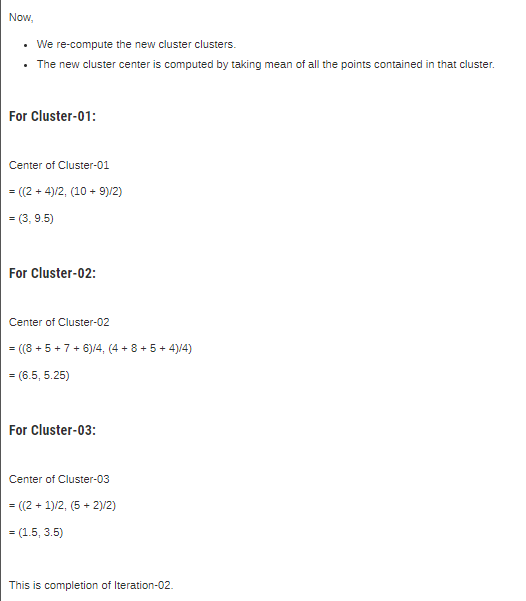 Now,
• We re-compute the new cluster clusters.
• The new cluster center is computed by taking mean of all the points contained in that cluster.
For Cluster-01:
Center of Cluster-01
= ((2 + 4)/2, (10 + 9)/2)
= (3, 9.5)
For Cluster-02:
Center of Cluster-02
= ((8 + 5 + 7 + 6)/4, (4 + 8 + 5 + 4)/4)
= (6.5, 5.25)
For Cluster-03:
Center of Cluster-03
= ((2 + 1)/2, (5 + 2)/2)
= (1.5, 3.5)
This is completion of Iteration-02.